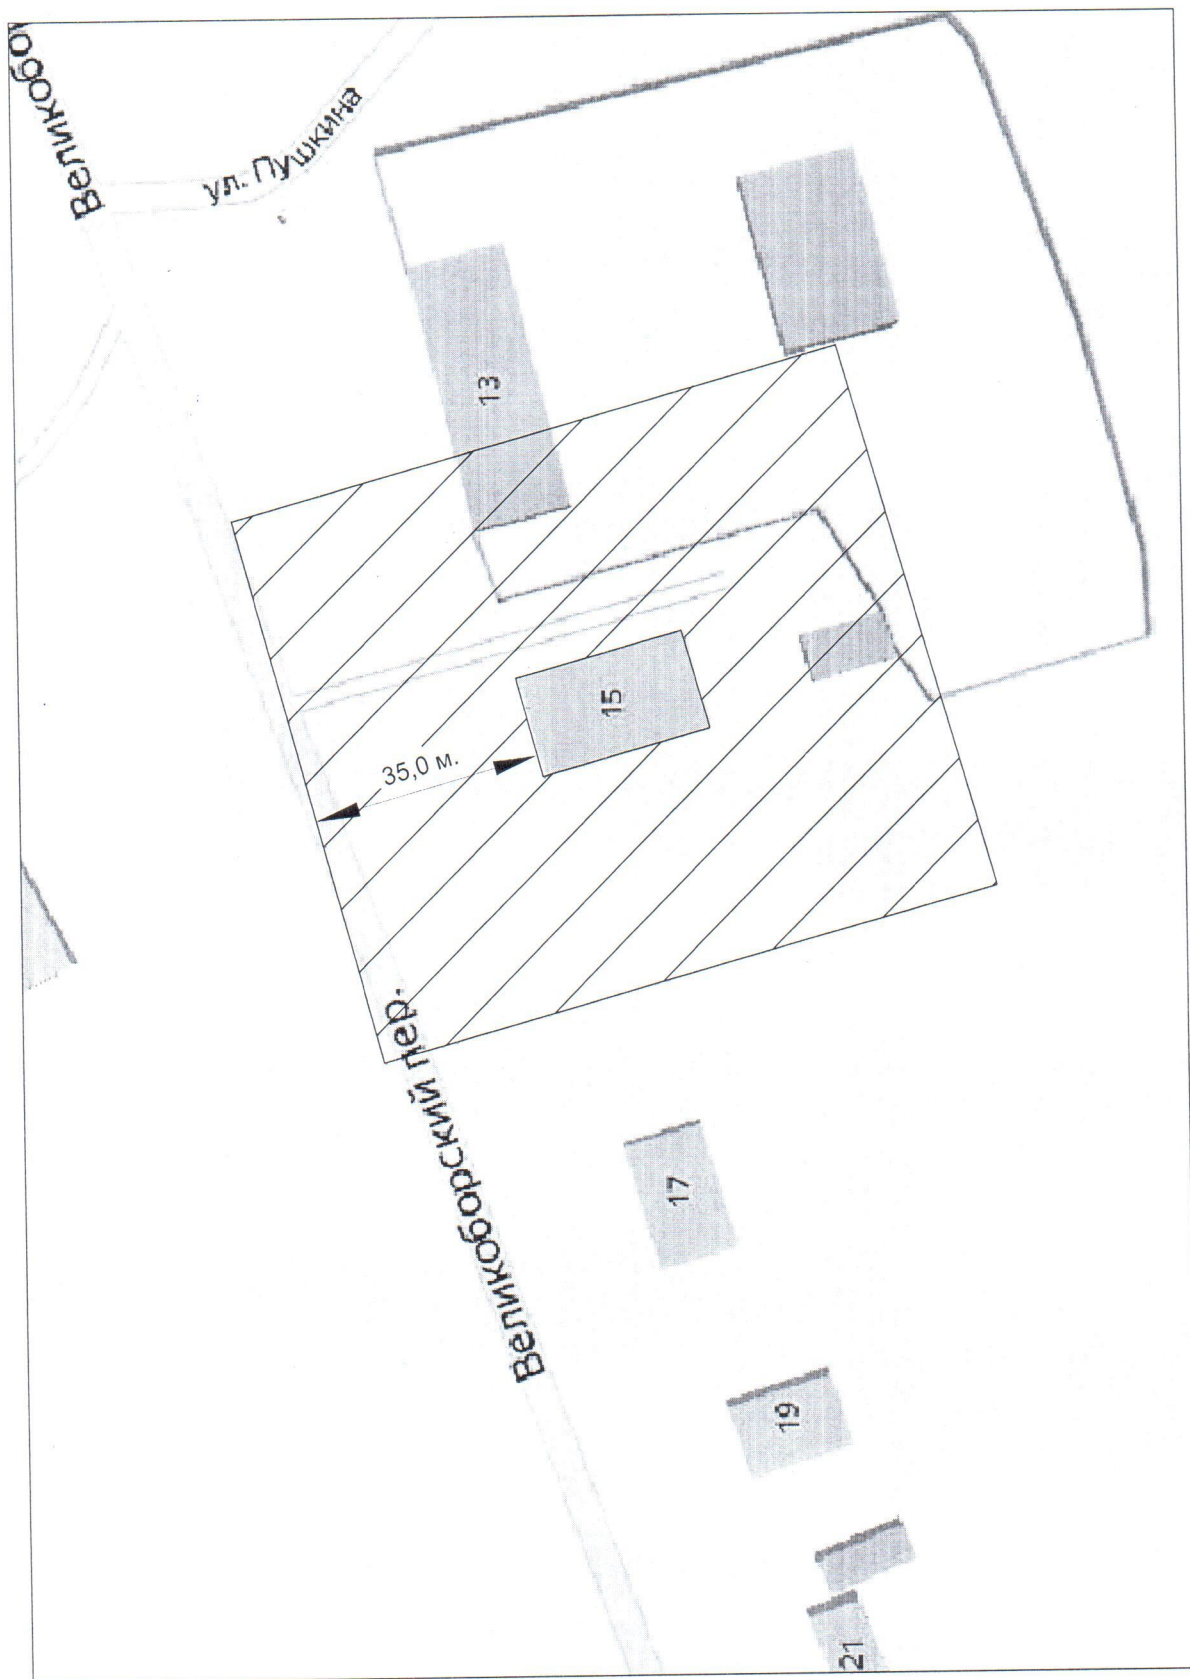 Великобо
ул. Пушкина
13
15
35,0 м.
Великоборский пер.
17
19
21